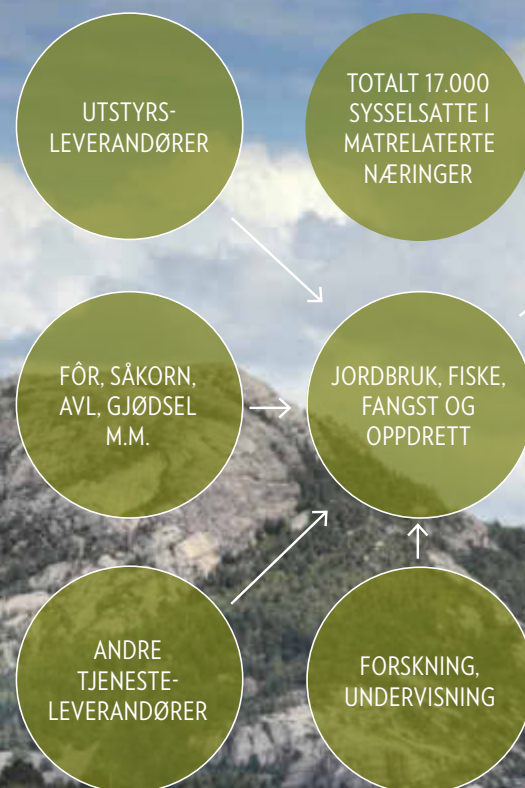 UTSTYRS-
LEVERANDØRER
TOTALT 17.000
SYSSELSATTE I
MATRELATERTE
NÆRINGER
FÔR, SÅKORN,
AVL, GJØDSEL
M.M.
JORDBRUK, FISKE,
FANGST OG
OPPDRETT
ANDRE
TJENESTE-
LEVERANDØRER
FORSKNING,
UNDERVISNING